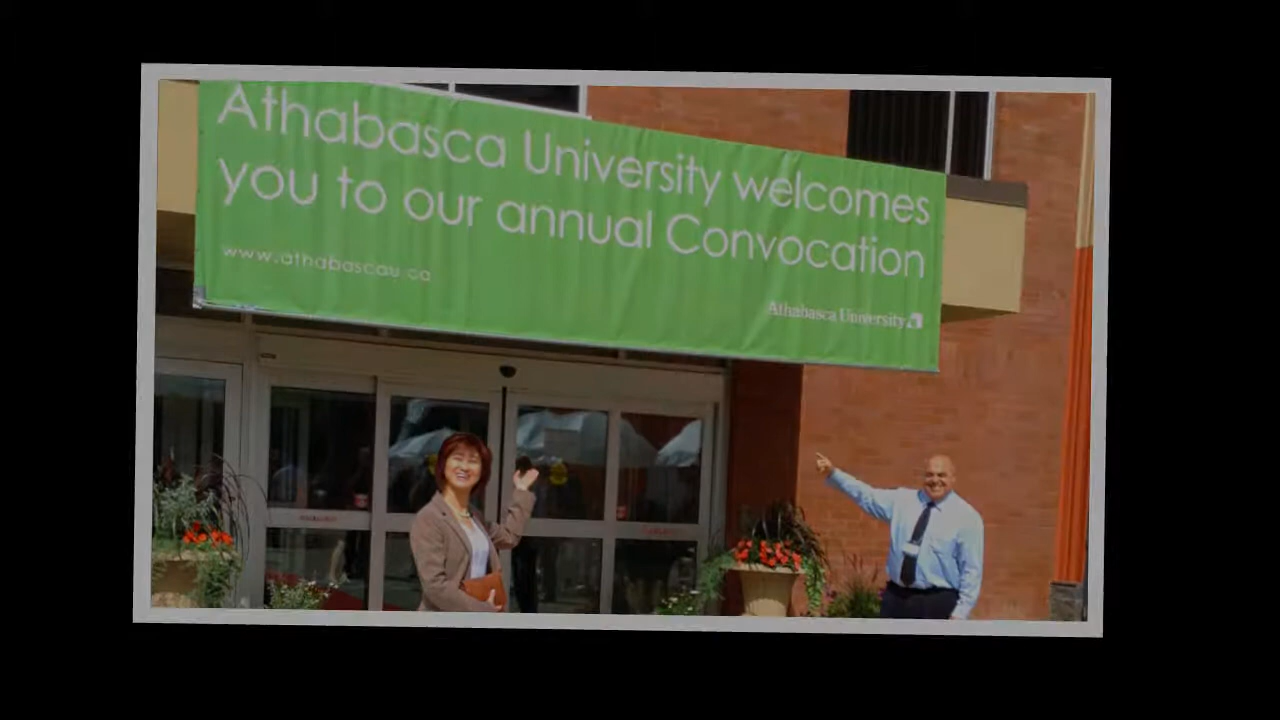 Athabasca University welcomes
you to our annual Convocation
www.athabascau.ca
Athabasca University